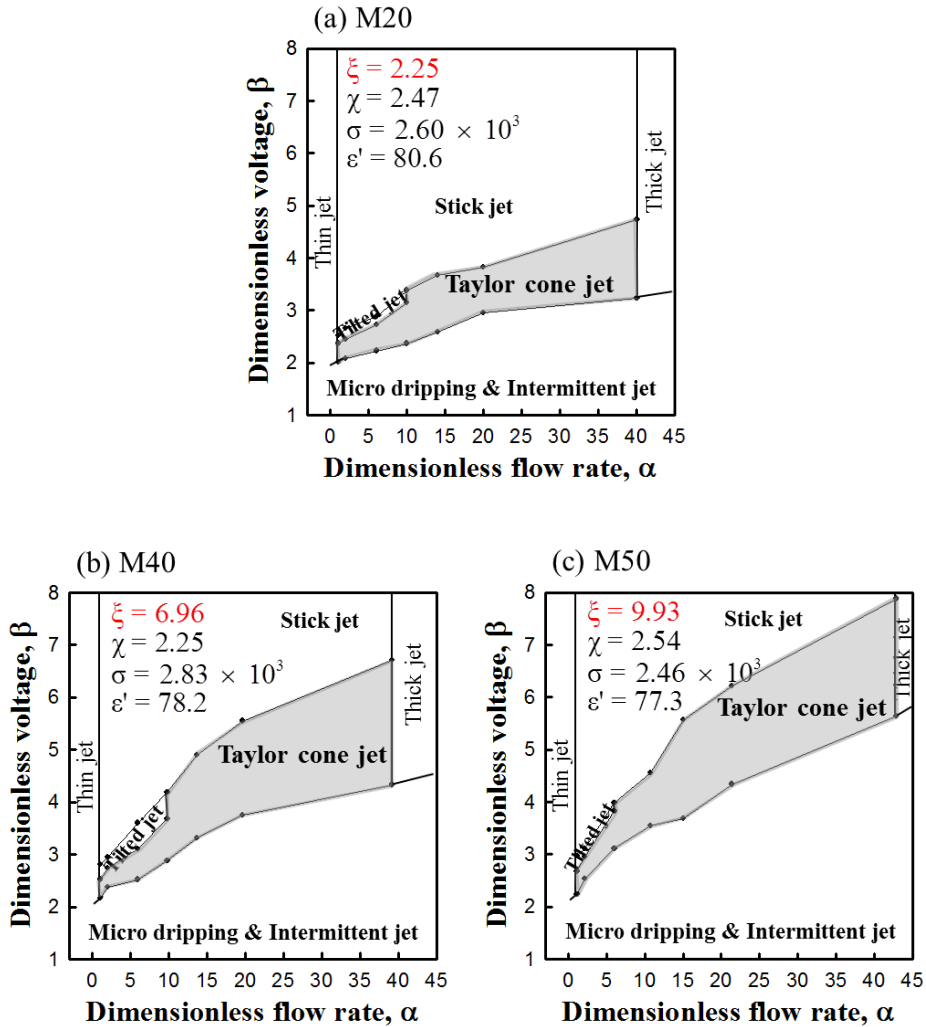 (a) M20
Dimensionless voltage, β
8
7
6
5
4
3
2
1
ξ = 2.25
χ = 2.47
σ = 2.60 × 10³
ε' = 80.6
Thin jet
Stick jet
Thick jet
Tilted jet
Taylor cone jet
Micro dripping & Intermittent jet
0 5 10 15 20 25 30 35 40 45
Dimensionless flow rate, α
(b) M40
Dimensionless voltage, β
8
7
6
5
4
3
2
1
ξ = 6.96
χ = 2.25
σ = 2.83 × 10³
ε' = 78.2
Stick jet
Thin jet
Thick jet
Tilted jet
Taylor cone jet
Micro dripping & Intermittent jet
0 5 10 15 20 25 30 35 40 45
Dimensionless flow rate, α
(c) M50
Dimensionless voltage, β
8
7
6
5
4
3
2
1
ξ = 9.93
χ = 2.54
σ = 2.46 × 10³
ε' = 77.3
Stick jet
Thin jet
Thick jet
Tilted jet
Taylor cone jet
Micro dripping & Intermittent jet
0 5 10 15 20 25 30 35 40 45
Dimensionless flow rate, α